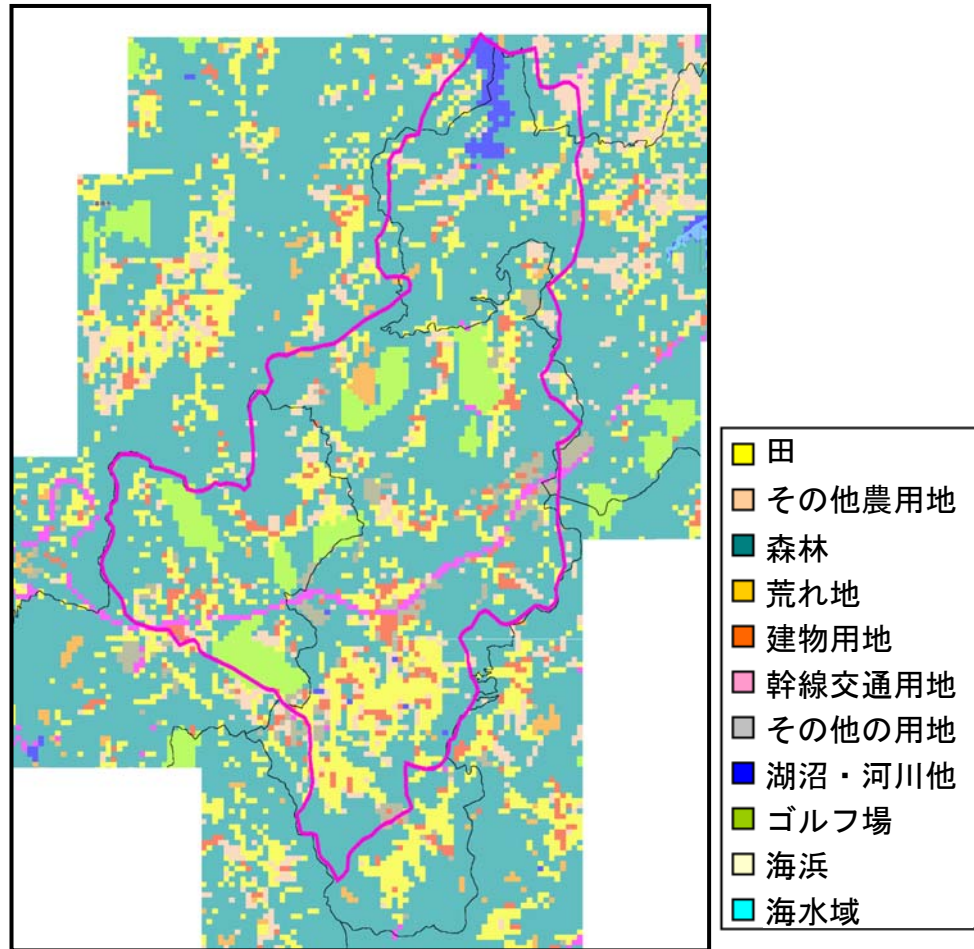 田
その他農用地
森林
荒れ地
建物用地
幹線交通用地
その他の用地
湖沼・河川他
ゴルフ場
海浜
海水域